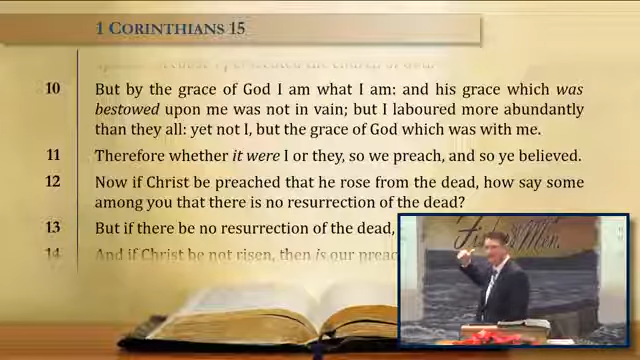 1 CORINTHIANS 15
10 But by the grace of God I am what I am: and his grace which was
bestowed upon me was not in vain; but I laboured more abundantly
than they all: yet not I, but the grace of God which was with me.
11 Therefore whether it were I or they, so we preach, and so ye believed.
12 Now if Christ be preached that he rose from the dead, how say some
among you that there is no resurrection of the dead?
13 But if there be no resurrection of the dead,
14 And if Christ be not risen, then is our preac
Men.